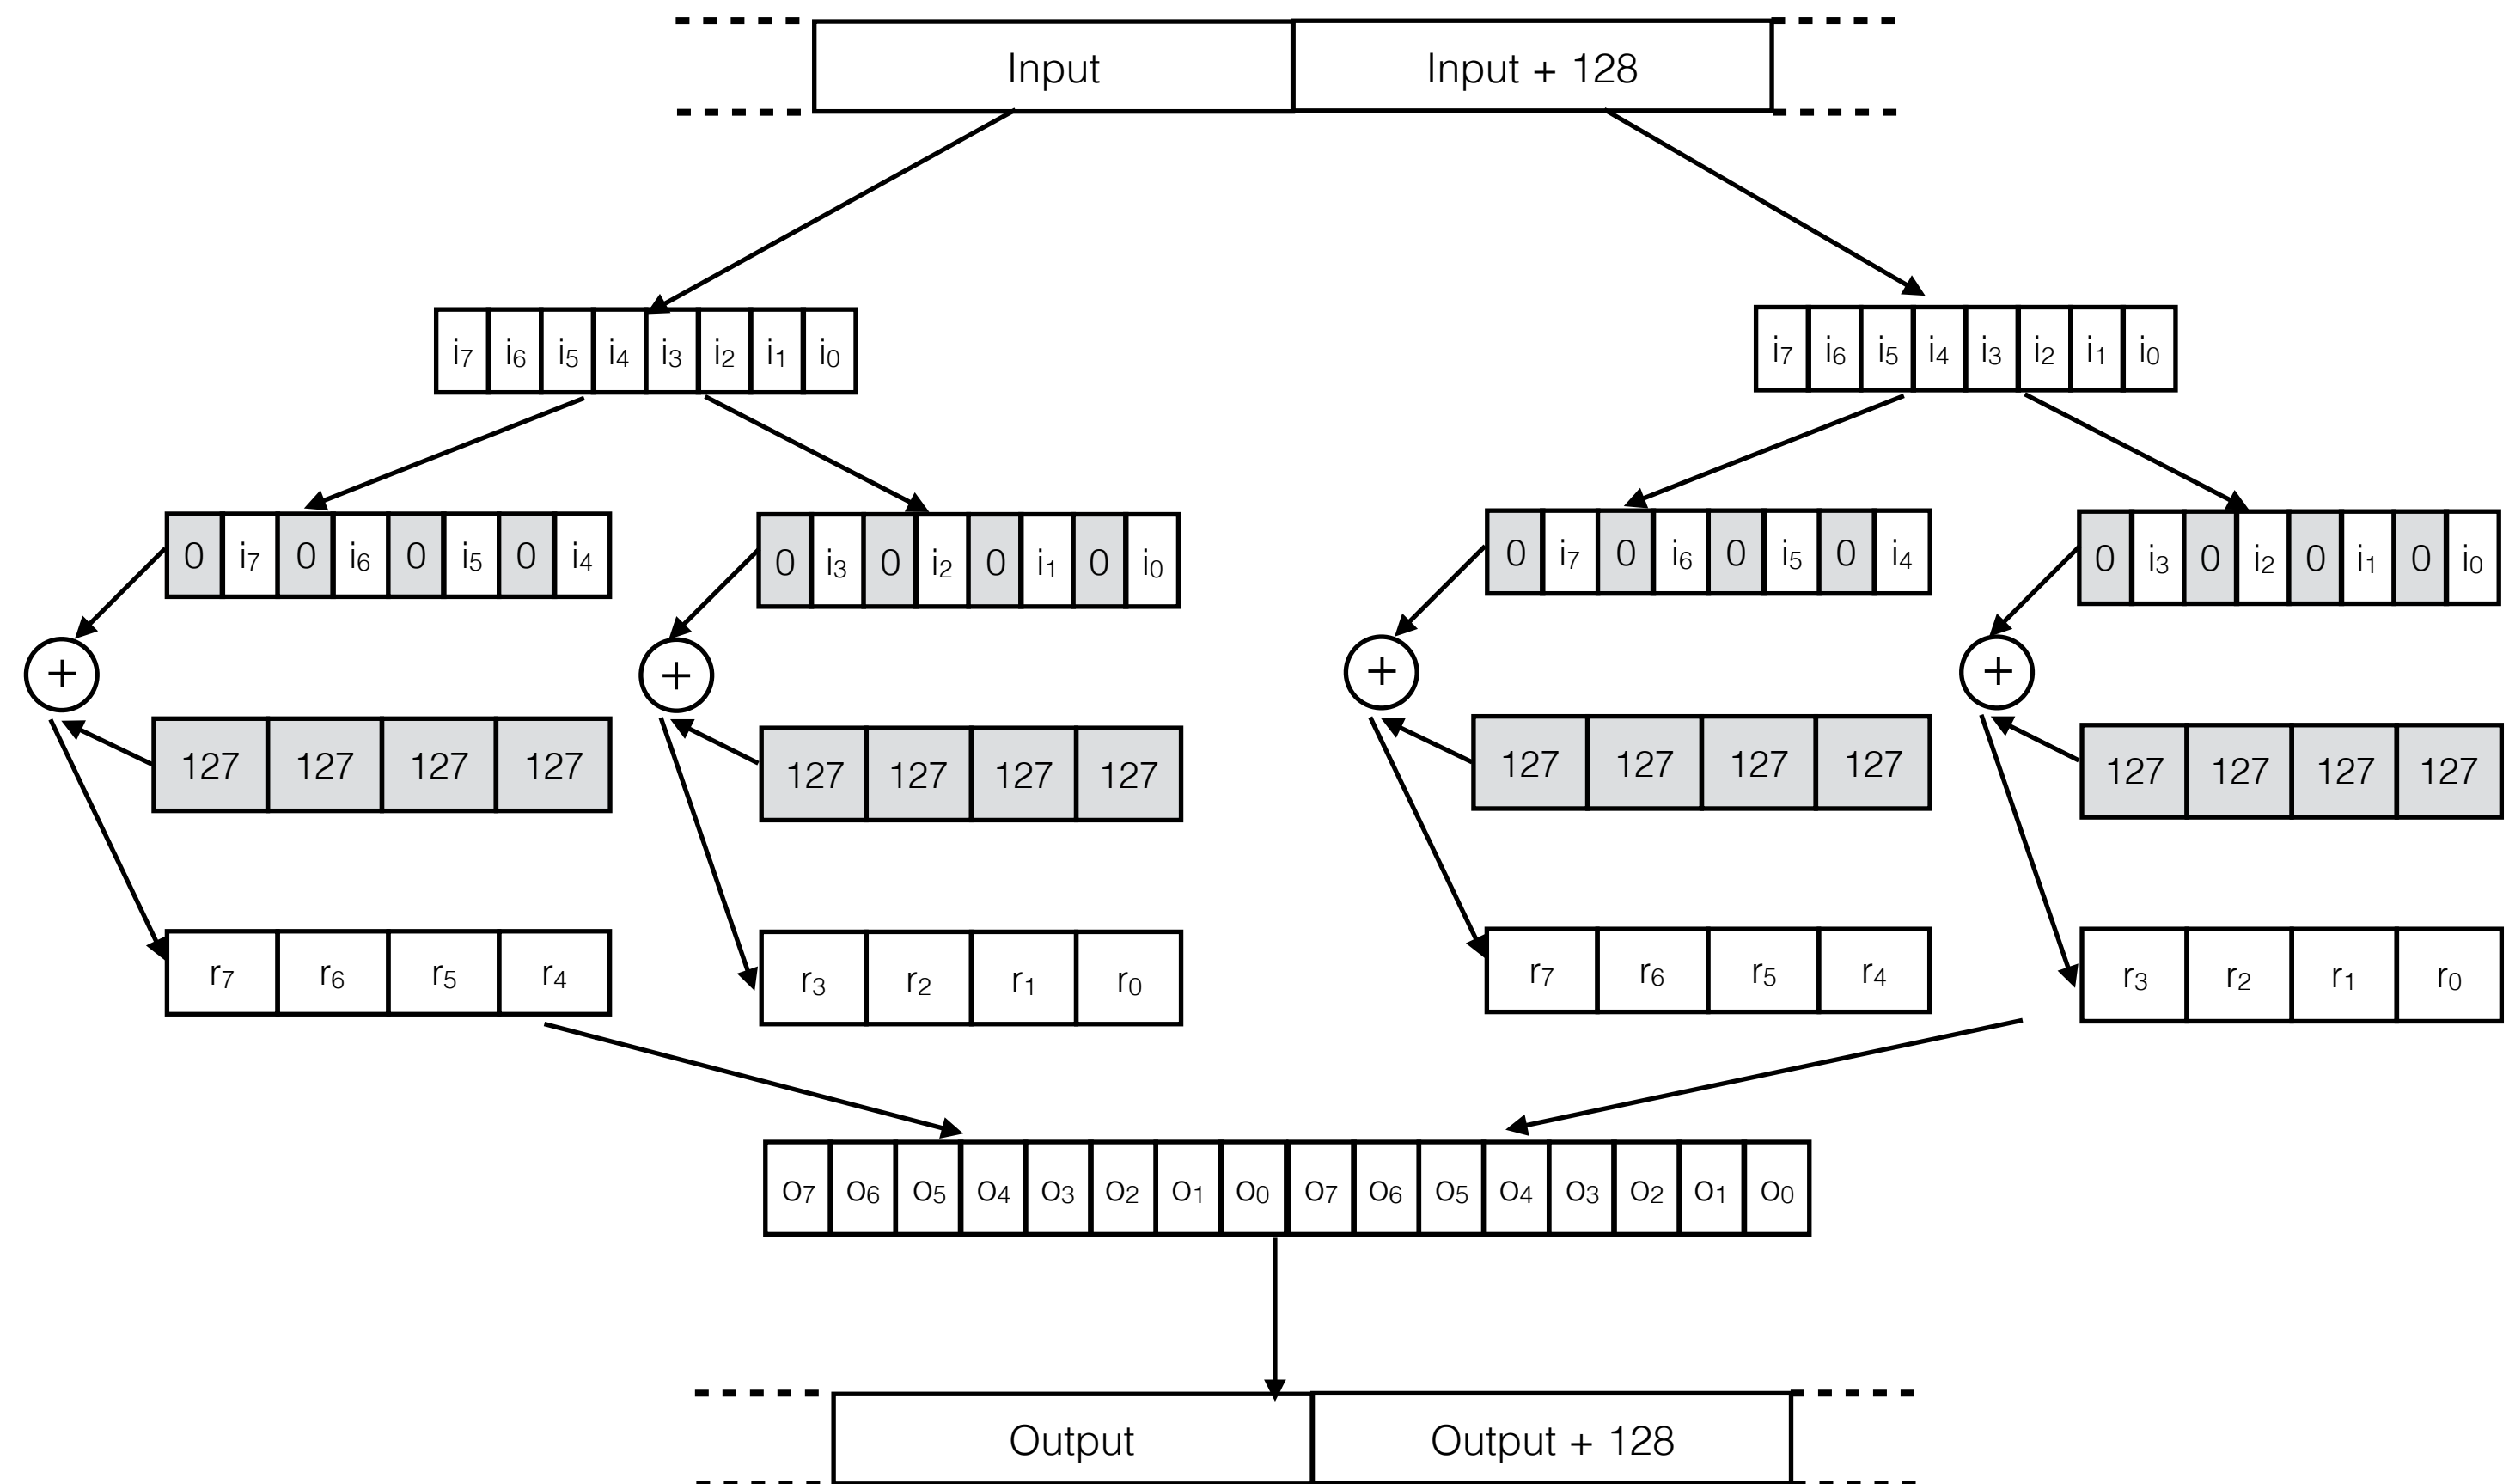 Input Input + 128
i7 i6 i5 i4 i3 i2 i1 i0 i7 i6 i5 i4 i3 i2 i1 i0
0 i7 0 i6 0 i5 0 i4 0 i3 0 i2 0 i1 0 i0 0 i7 0 i6 0 i5 0 i4 0 i3 0 i2 0 i1 0 i0
+ + + +
127 127 127 127 127 127 127 127 127 127 127 127 127 127 127 127
r7 r6 r5 r4 r3 r2 r1 r0 r7 r6 r5 r4 r3 r2 r1 r0
o7 o6 o5 o4 o3 o2 o1 o0 o7 o6 o5 o4 o3 o2 o1 o0
Output Output + 128